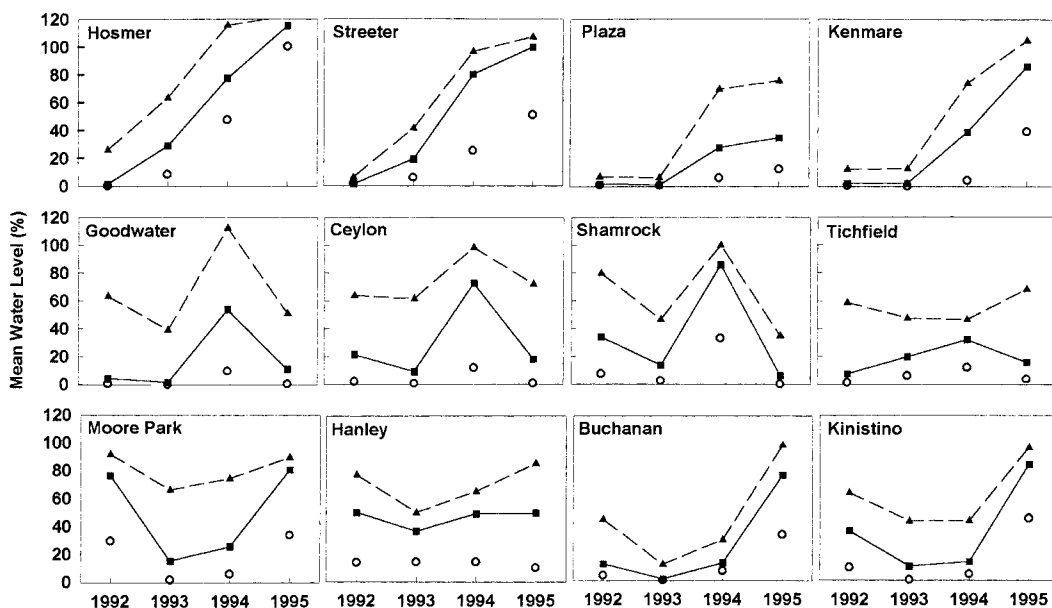 Mean Water Level (%)
120
100
80
60
40
20
0
Hosmer
Streeter
Plaza
Kenmare
120
100
80
60
40
20
0
Goodwater
Ceylon
Shamrock
Tichfield
120
100
80
60
40
20
0
Moore Park
Hanley
Buchanan
Kinistino
1992 1993 1994 1995
1992 1993 1994 1995
1992 1993 1994 1995
1992 1993 1994 1995